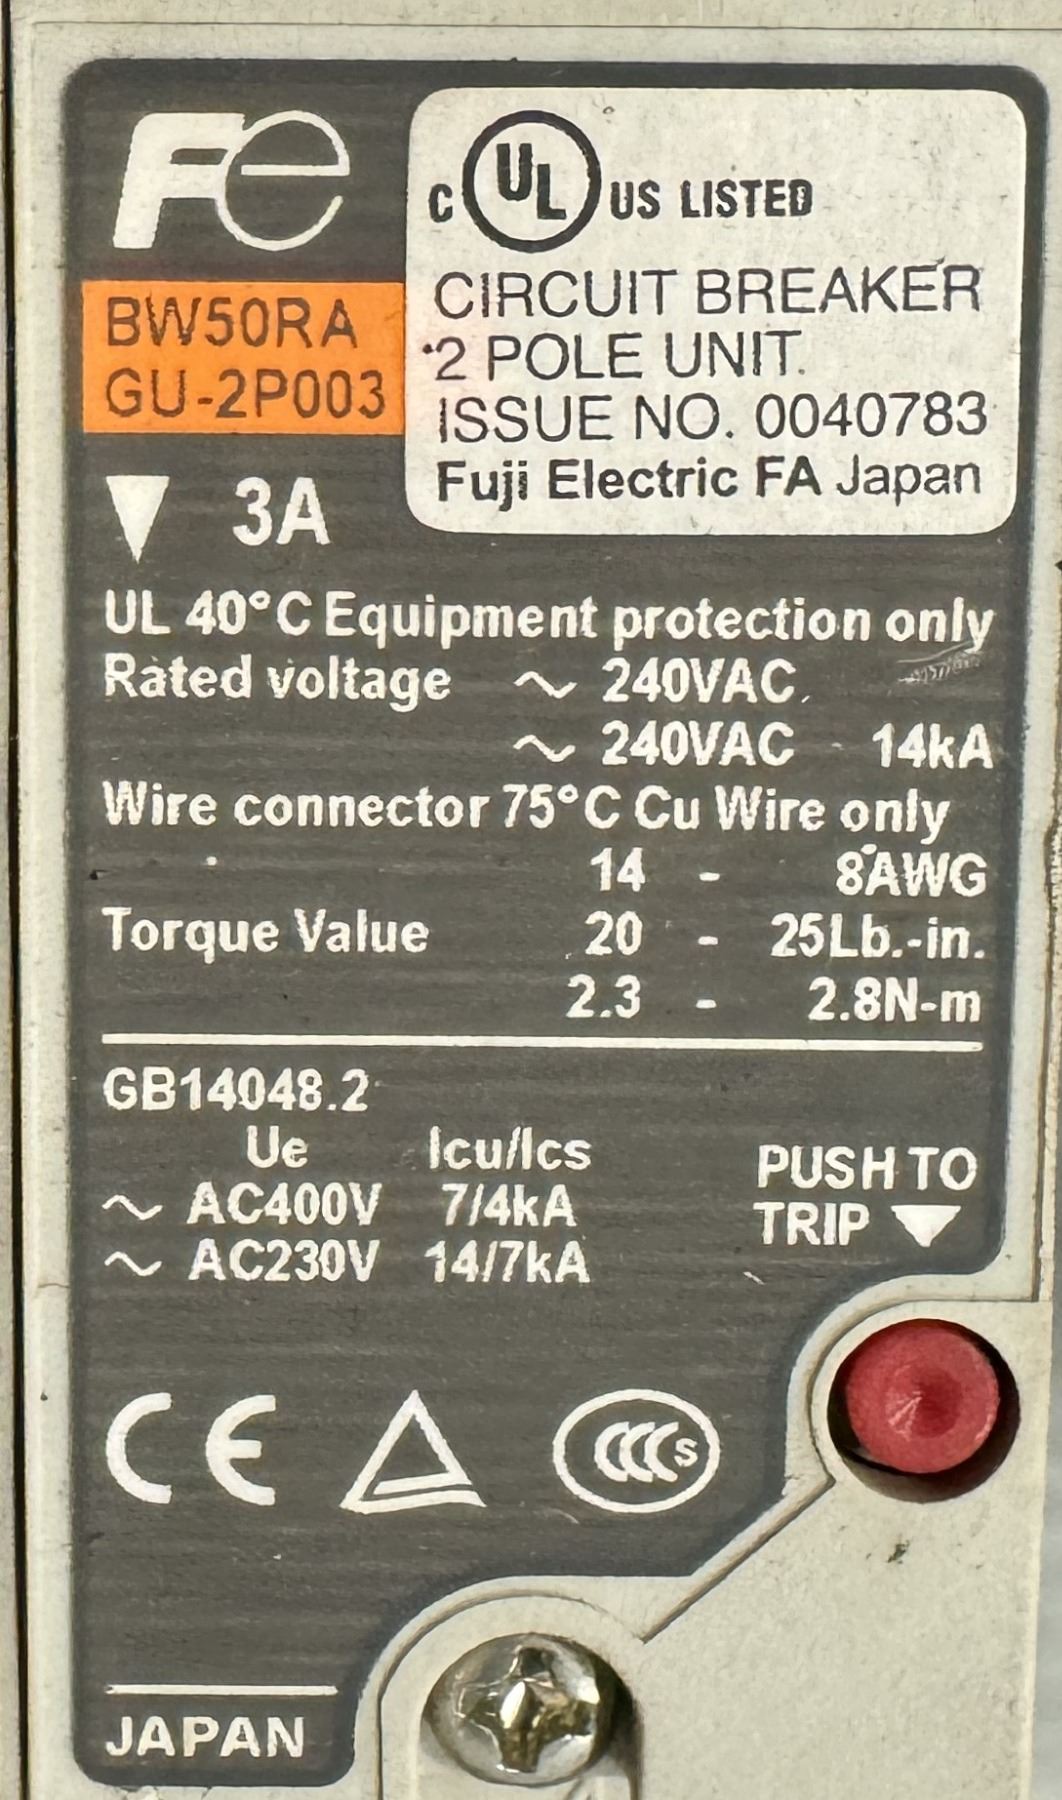 Fe
C UL US LISTED
CIRCUIT BREAKER
2 POLE UNIT.
ISSUE NO. 0040783
Fuji Electric FA Japan
BW50RA
GU-2P003
▼ 3A
UL 40°C Equipment protection only
Rated voltage ~ 240VAC
~ 240VAC 14kA
Wire connector 75°C Cu Wire only
14 - 8AWG
Torque Value 20 - 25Lb.-in.
2.3 - 2.8N-m
GB14048.2
Ue Icu/Ics
~ AC400V 7/4kA
~ AC230V 14/7kA
PUSH TO
TRIP ▼
CE CCC S
JAPAN